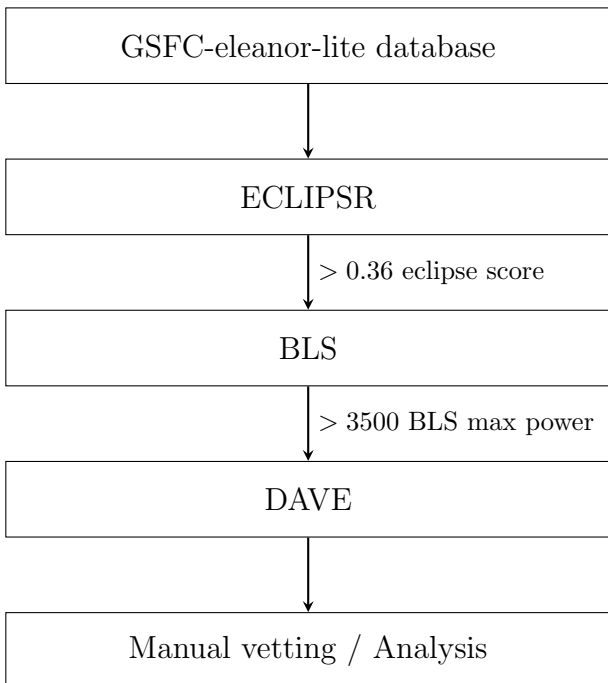 GSFC-eleanor-lite database
ECLIPSR
> 0.36 eclipse score
BLS
> 3500 BLS max power
DAVE
Manual vetting / Analysis